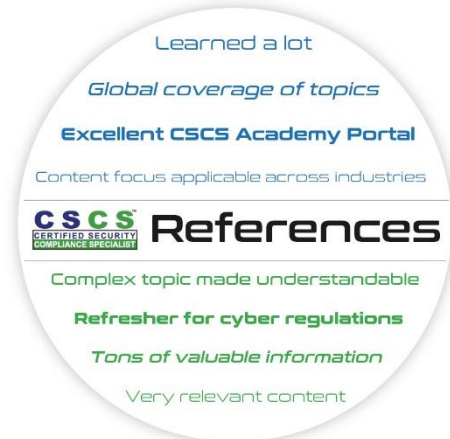 Learned a lot
Global coverage of topics
Excellent CSCS Academy Portal
Content focus applicable across industries
CSCS™ References
CERTIFIED SECURITY
COMPLIANCE SPECIALIST
Complex topic made understandable
Refresher for cyber regulations
Tons of valuable information
Very relevant content